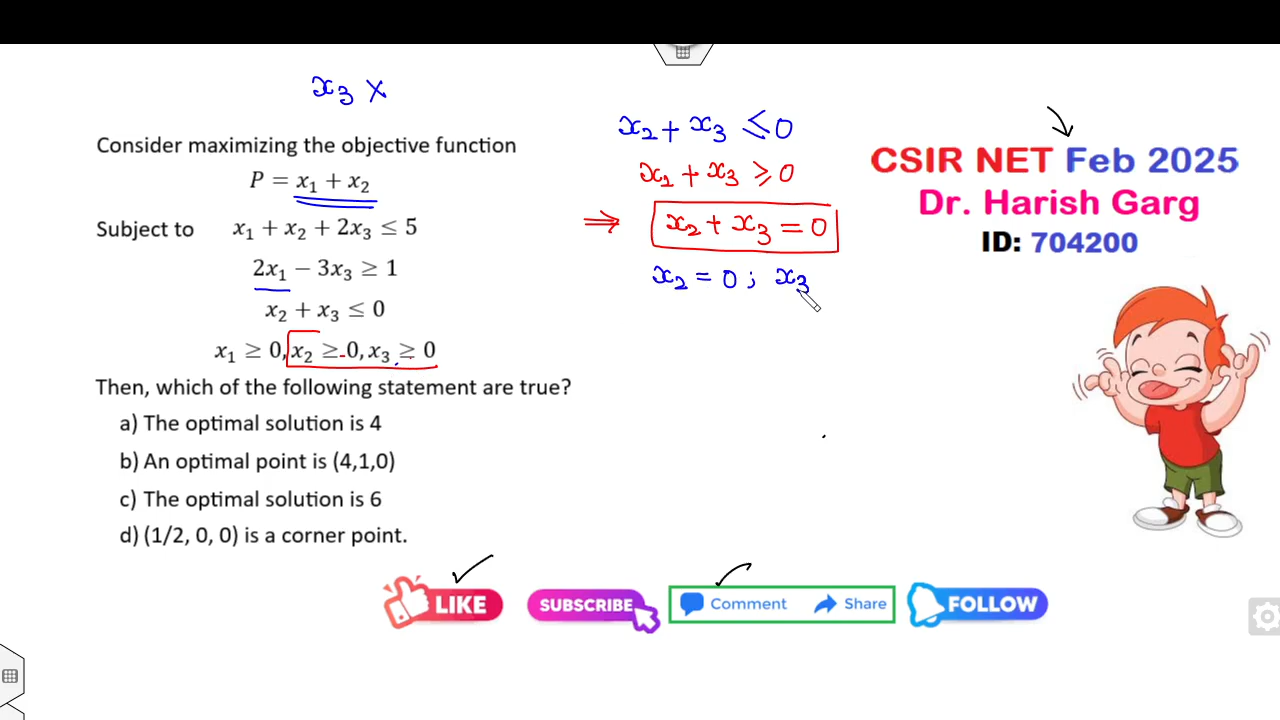 x₃ ×
Consider maximizing the objective function
P = x₁ + x₂
Subject to x₁ + x₂ + 2x₃ ≤ 5
2x₁ − 3x₃ ≥ 1
x₂ + x₃ ≤ 0
x₁ ≥ 0, x₂ ≥ 0, x₃ ≥ 0
Then, which of the following statement are true?
a) The optimal solution is 4
b) An optimal point is (4,1,0)
c) The optimal solution is 6
d) (1/2, 0, 0) is a corner point.
x₂ + x₃ ≤ 0
x₂ + x₃ ≥ 0
⇒ x₂ + x₃ = 0
x₂ = 0 ; x₃
CSIR NET Feb 2025
Dr. Harish Garg
ID: 704200
LIKE
SUBSCRIBE
Comment Share
FOLLOW